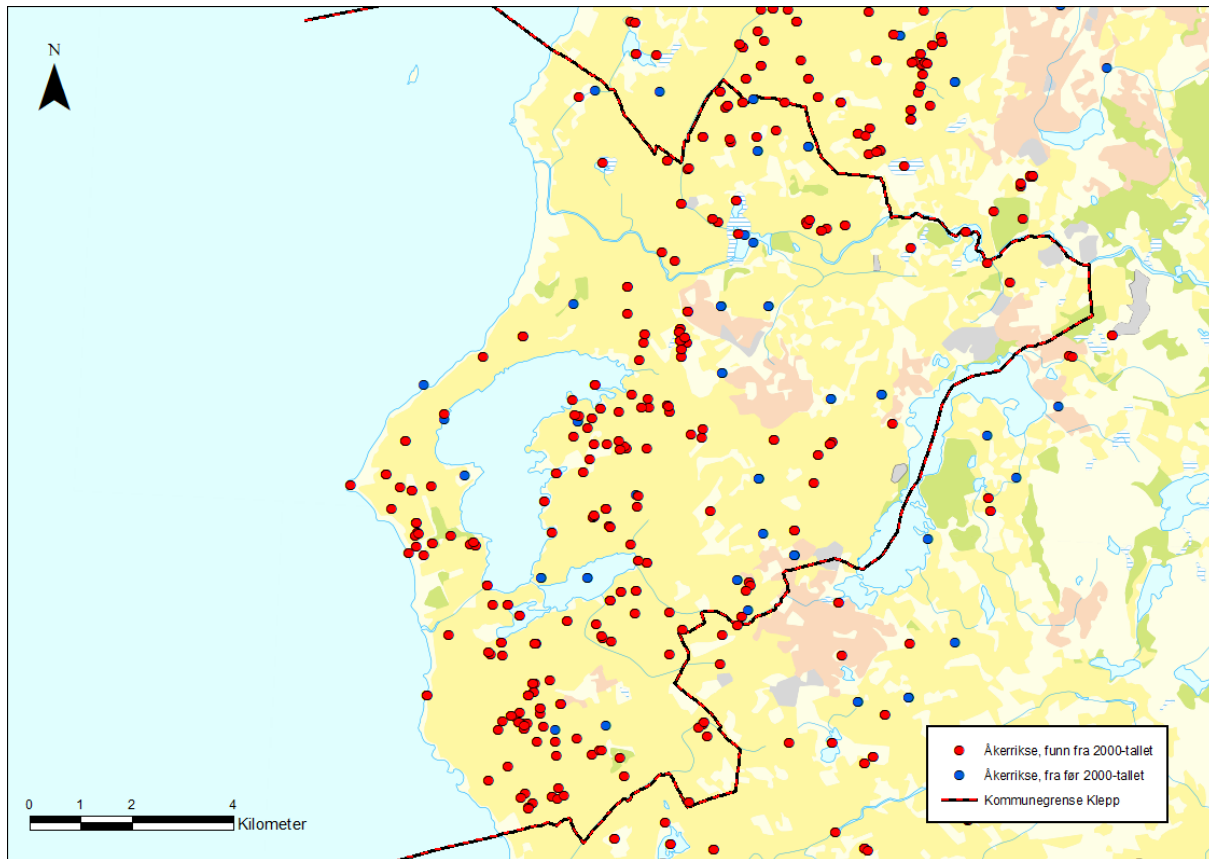 N
Åkerrikse, funn fra 2000-tallet
Åkerrikse, fra før 2000-tallet
Kommunegrense Klepp
0 1 2 4
Kilometer